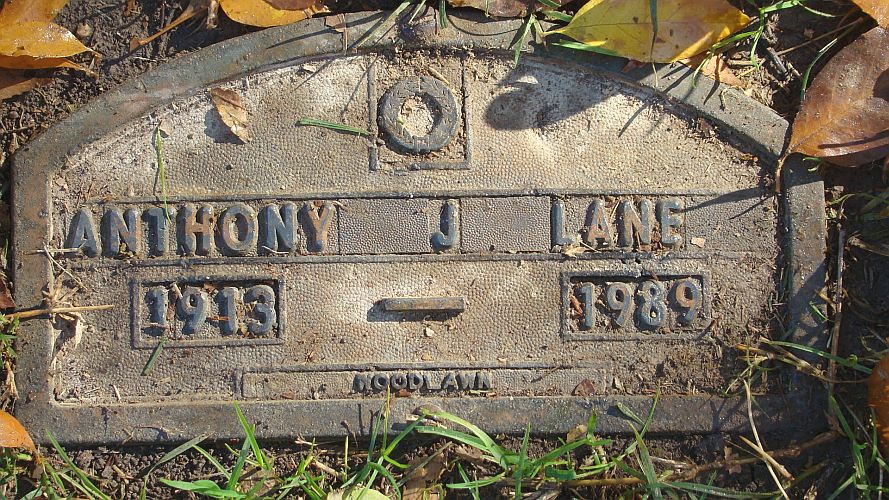 ANTHONY J LANE
1913 – 1989
WOODLAWN